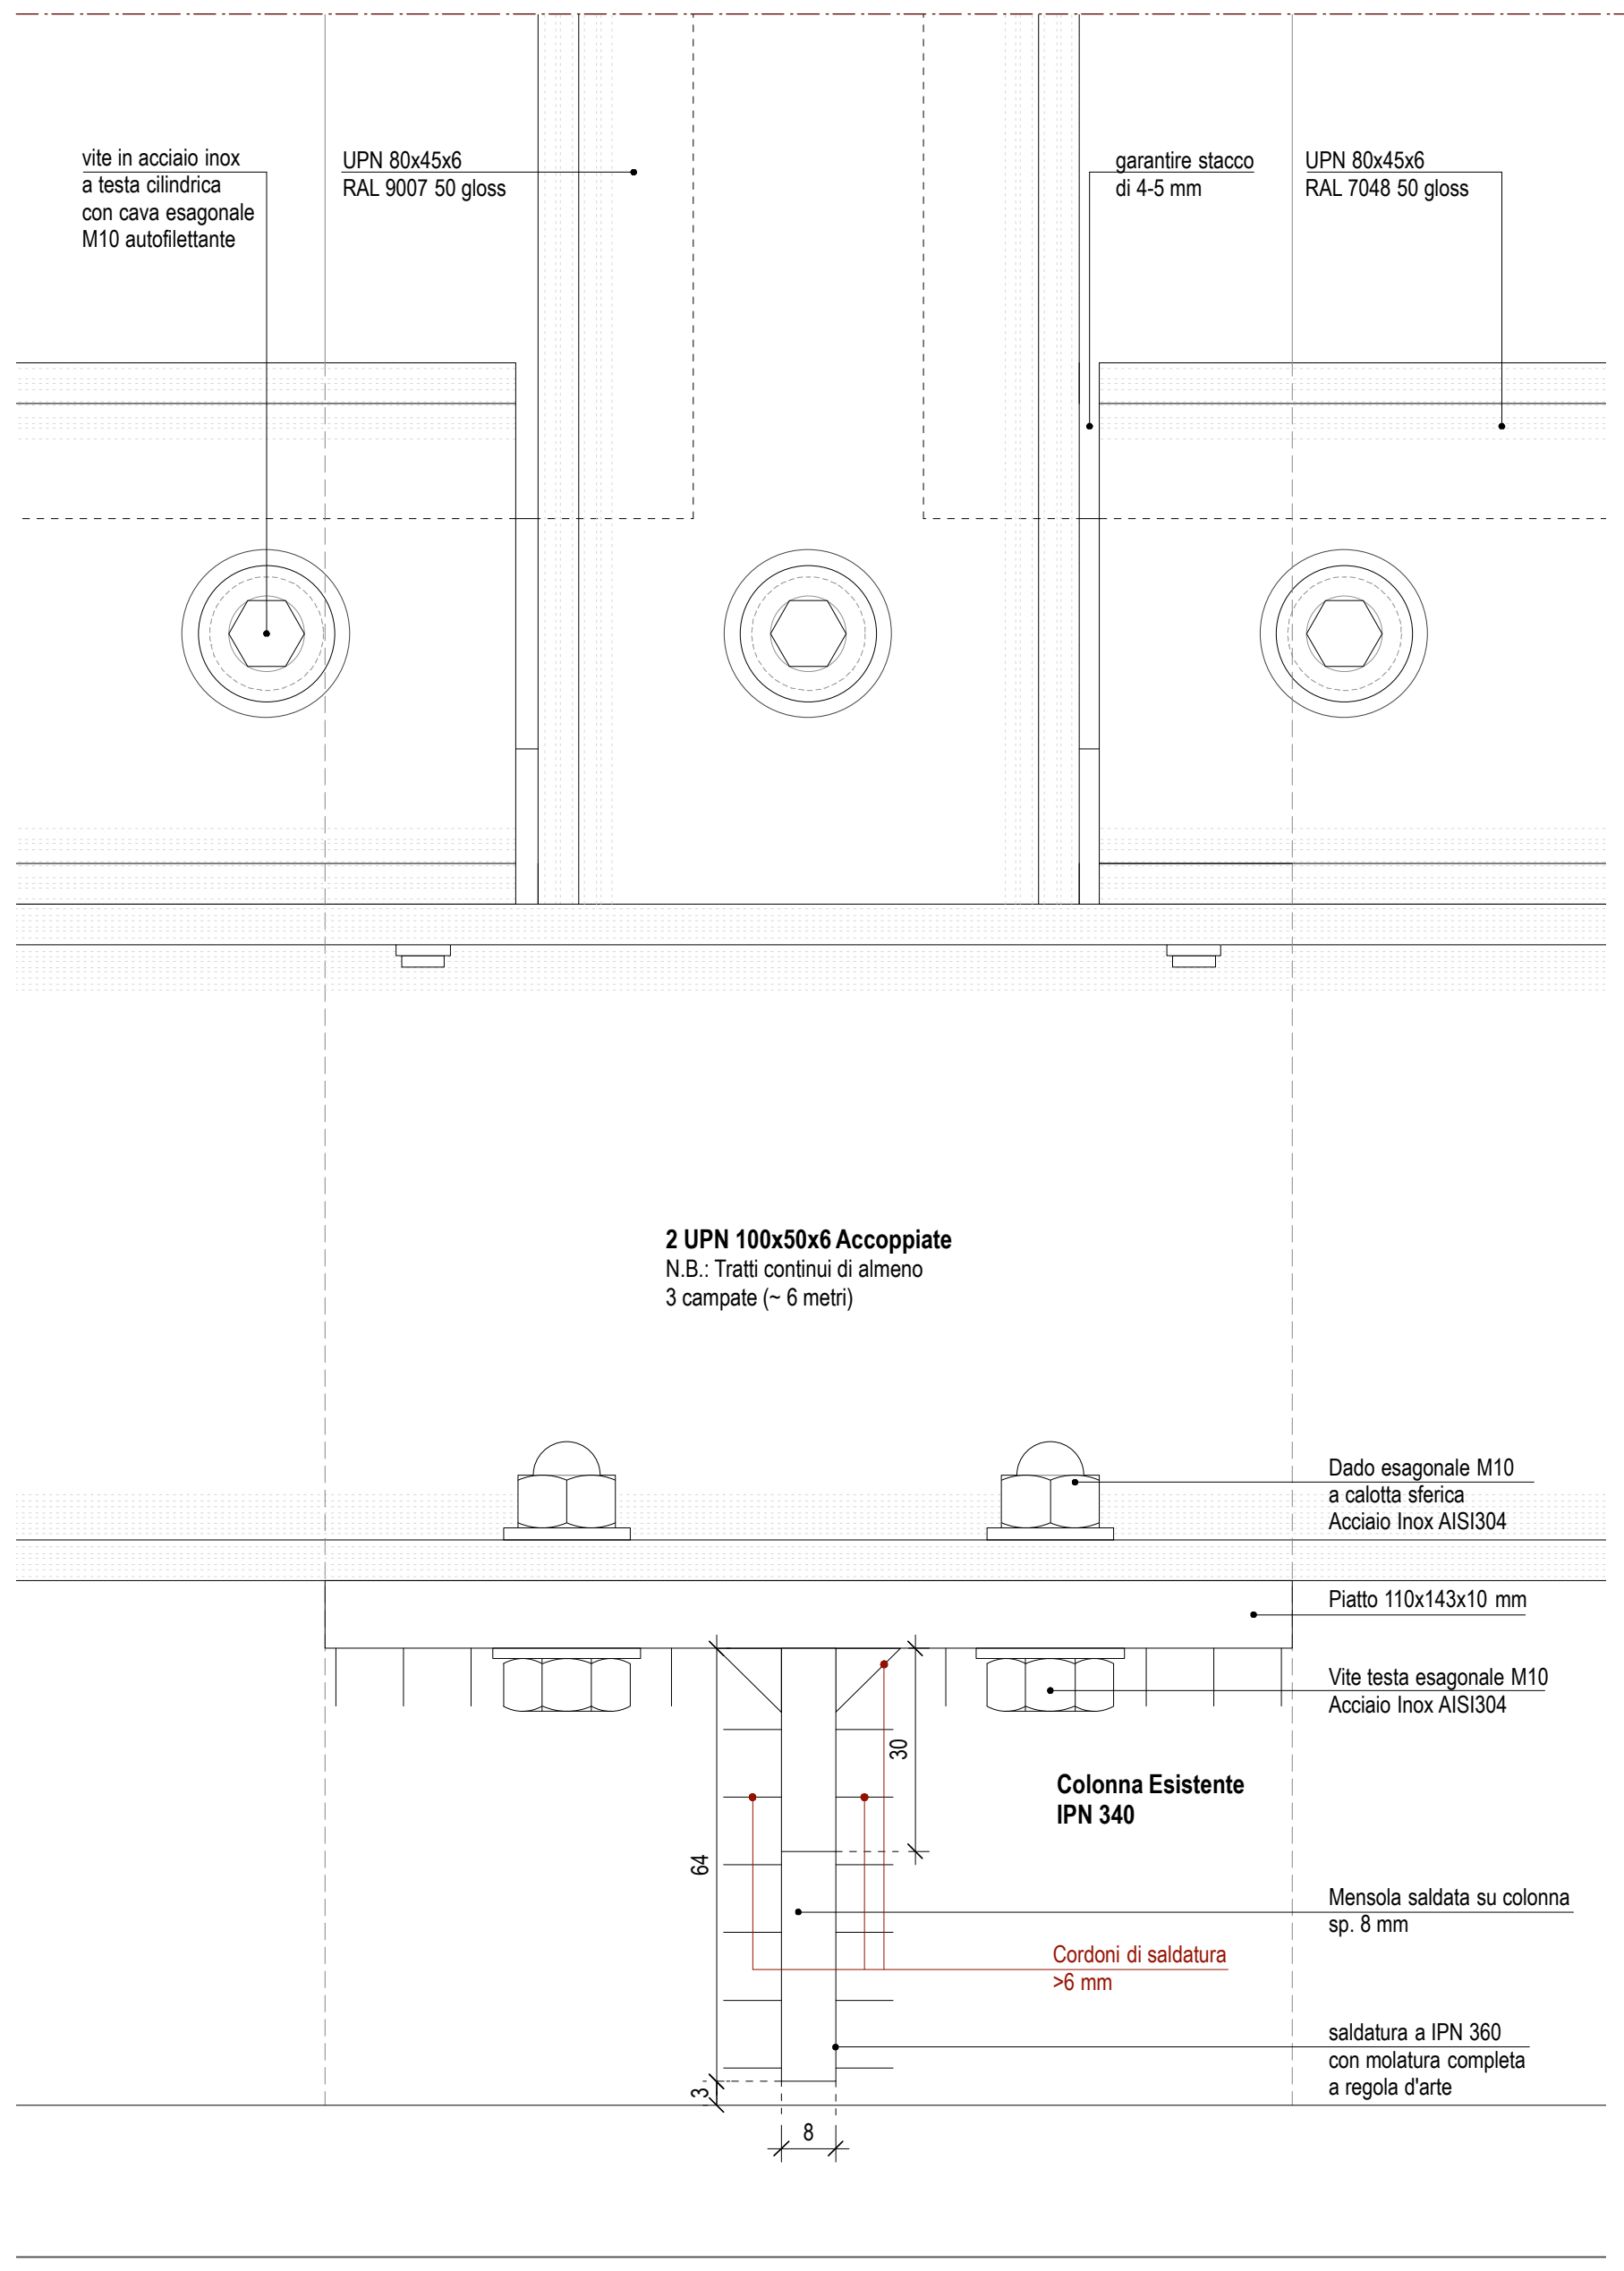 vite in acciaio inox
a testa cilindrica
con cava esagonale
M10 autofilettante
UPN 80x45x6
RAL 9007 50 gloss
garantire stacco
di 4-5 mm
UPN 80x45x6
RAL 7048 50 gloss
2 UPN 100x50x6 Accoppiate
N.B.: Tratti continui di almeno
3 campate (~ 6 metri)
Dado esagonale M10
a calotta sferica
Acciaio Inox AISI304
Piatto 110x143x10 mm
Vite testa esagonale M10
Acciaio Inox AISI304
30
Colonna Esistente
IPN 340
64
Mensola saldata su colonna
sp. 8 mm
Cordoni di saldatura
>6 mm
saldatura a IPN 360
con molatura completa
a regola d'arte
3
8